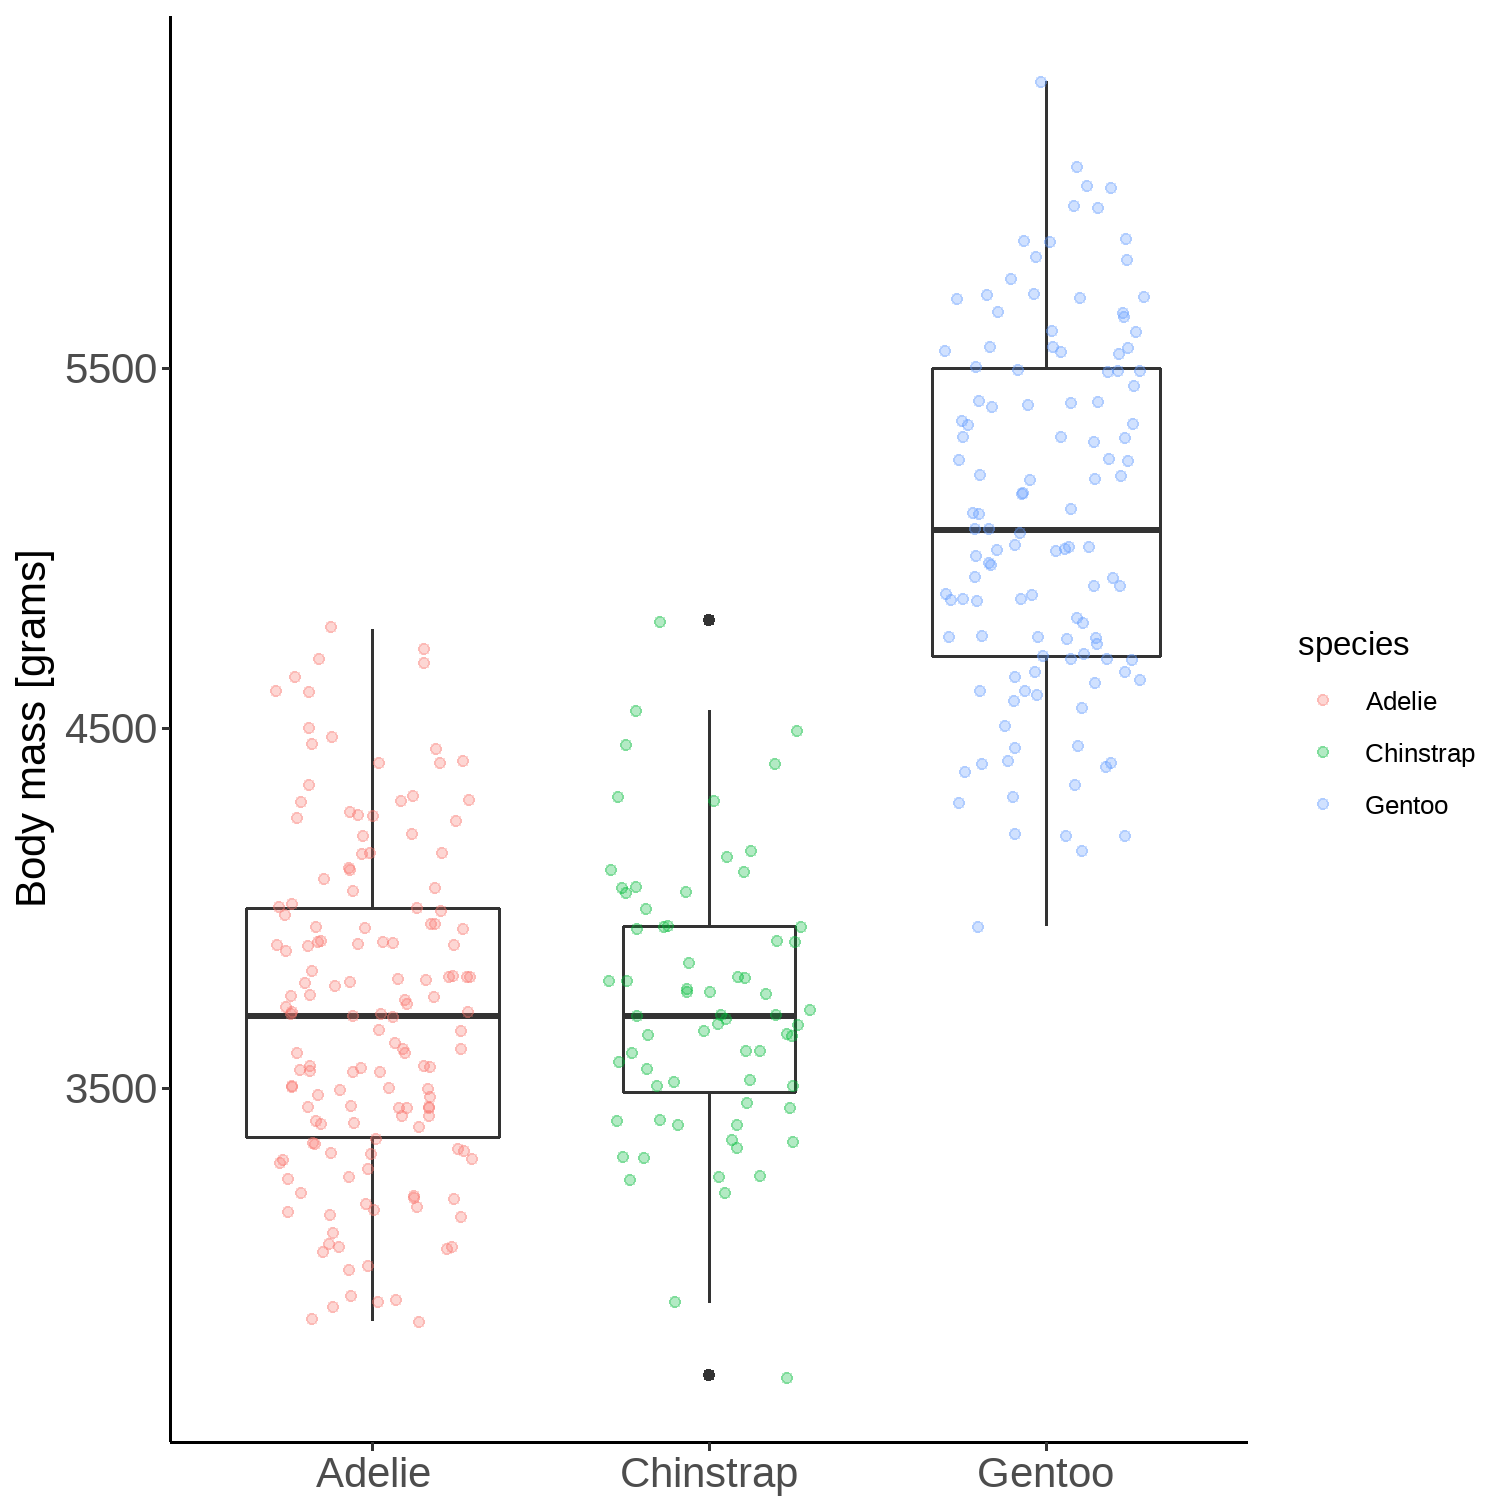 Body mass [grams]
5500
4500
3500
Adelie
Chinstrap
Gentoo
species
Adelie
Chinstrap
Gentoo